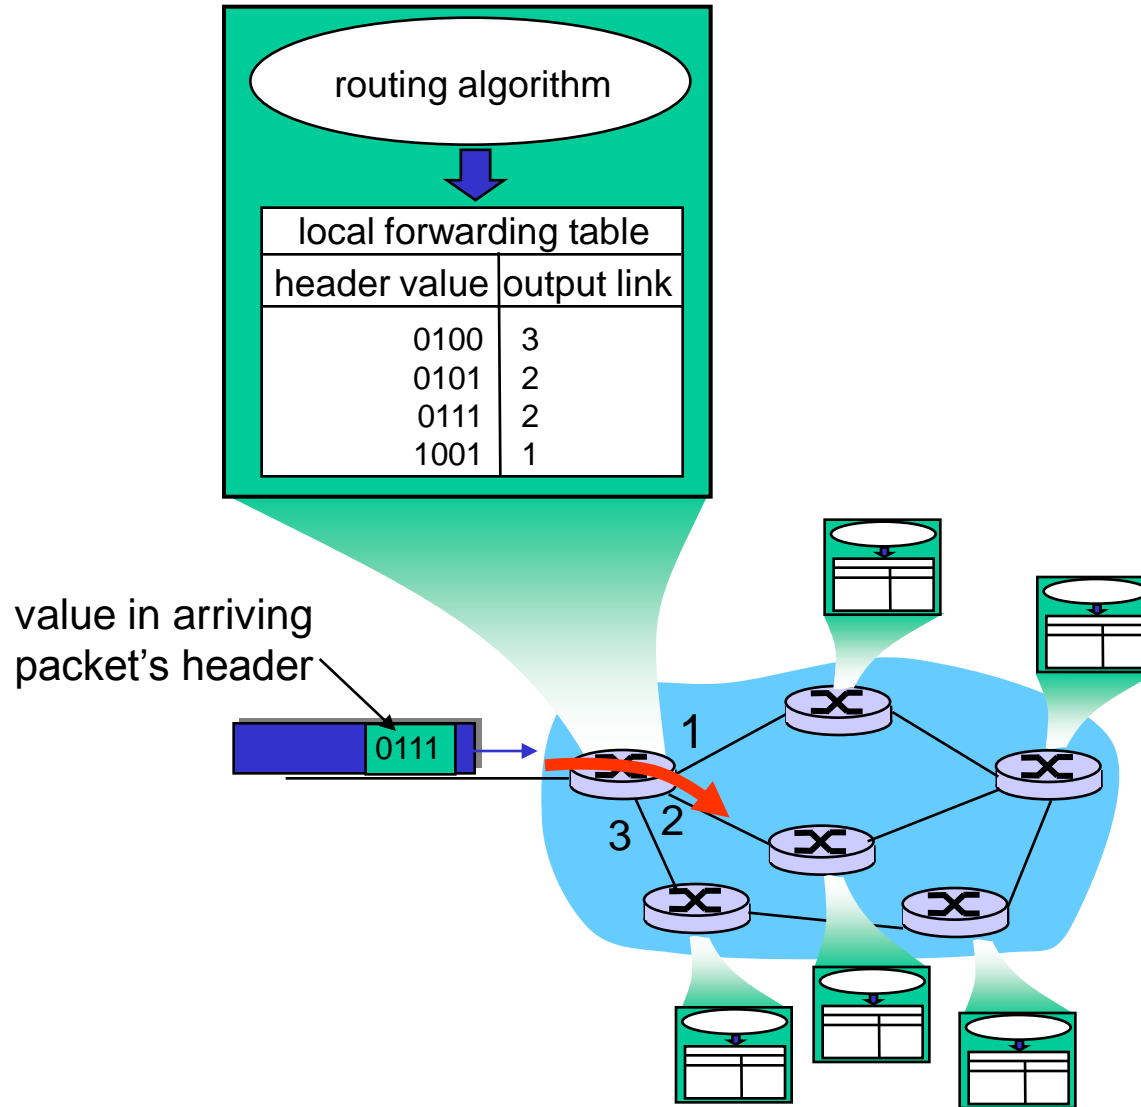 routing algorithm
local forwarding table
header value output link
0100 3
0101 2
0111 2
1001 1
value in arriving
packet's header
0111
1
2
3